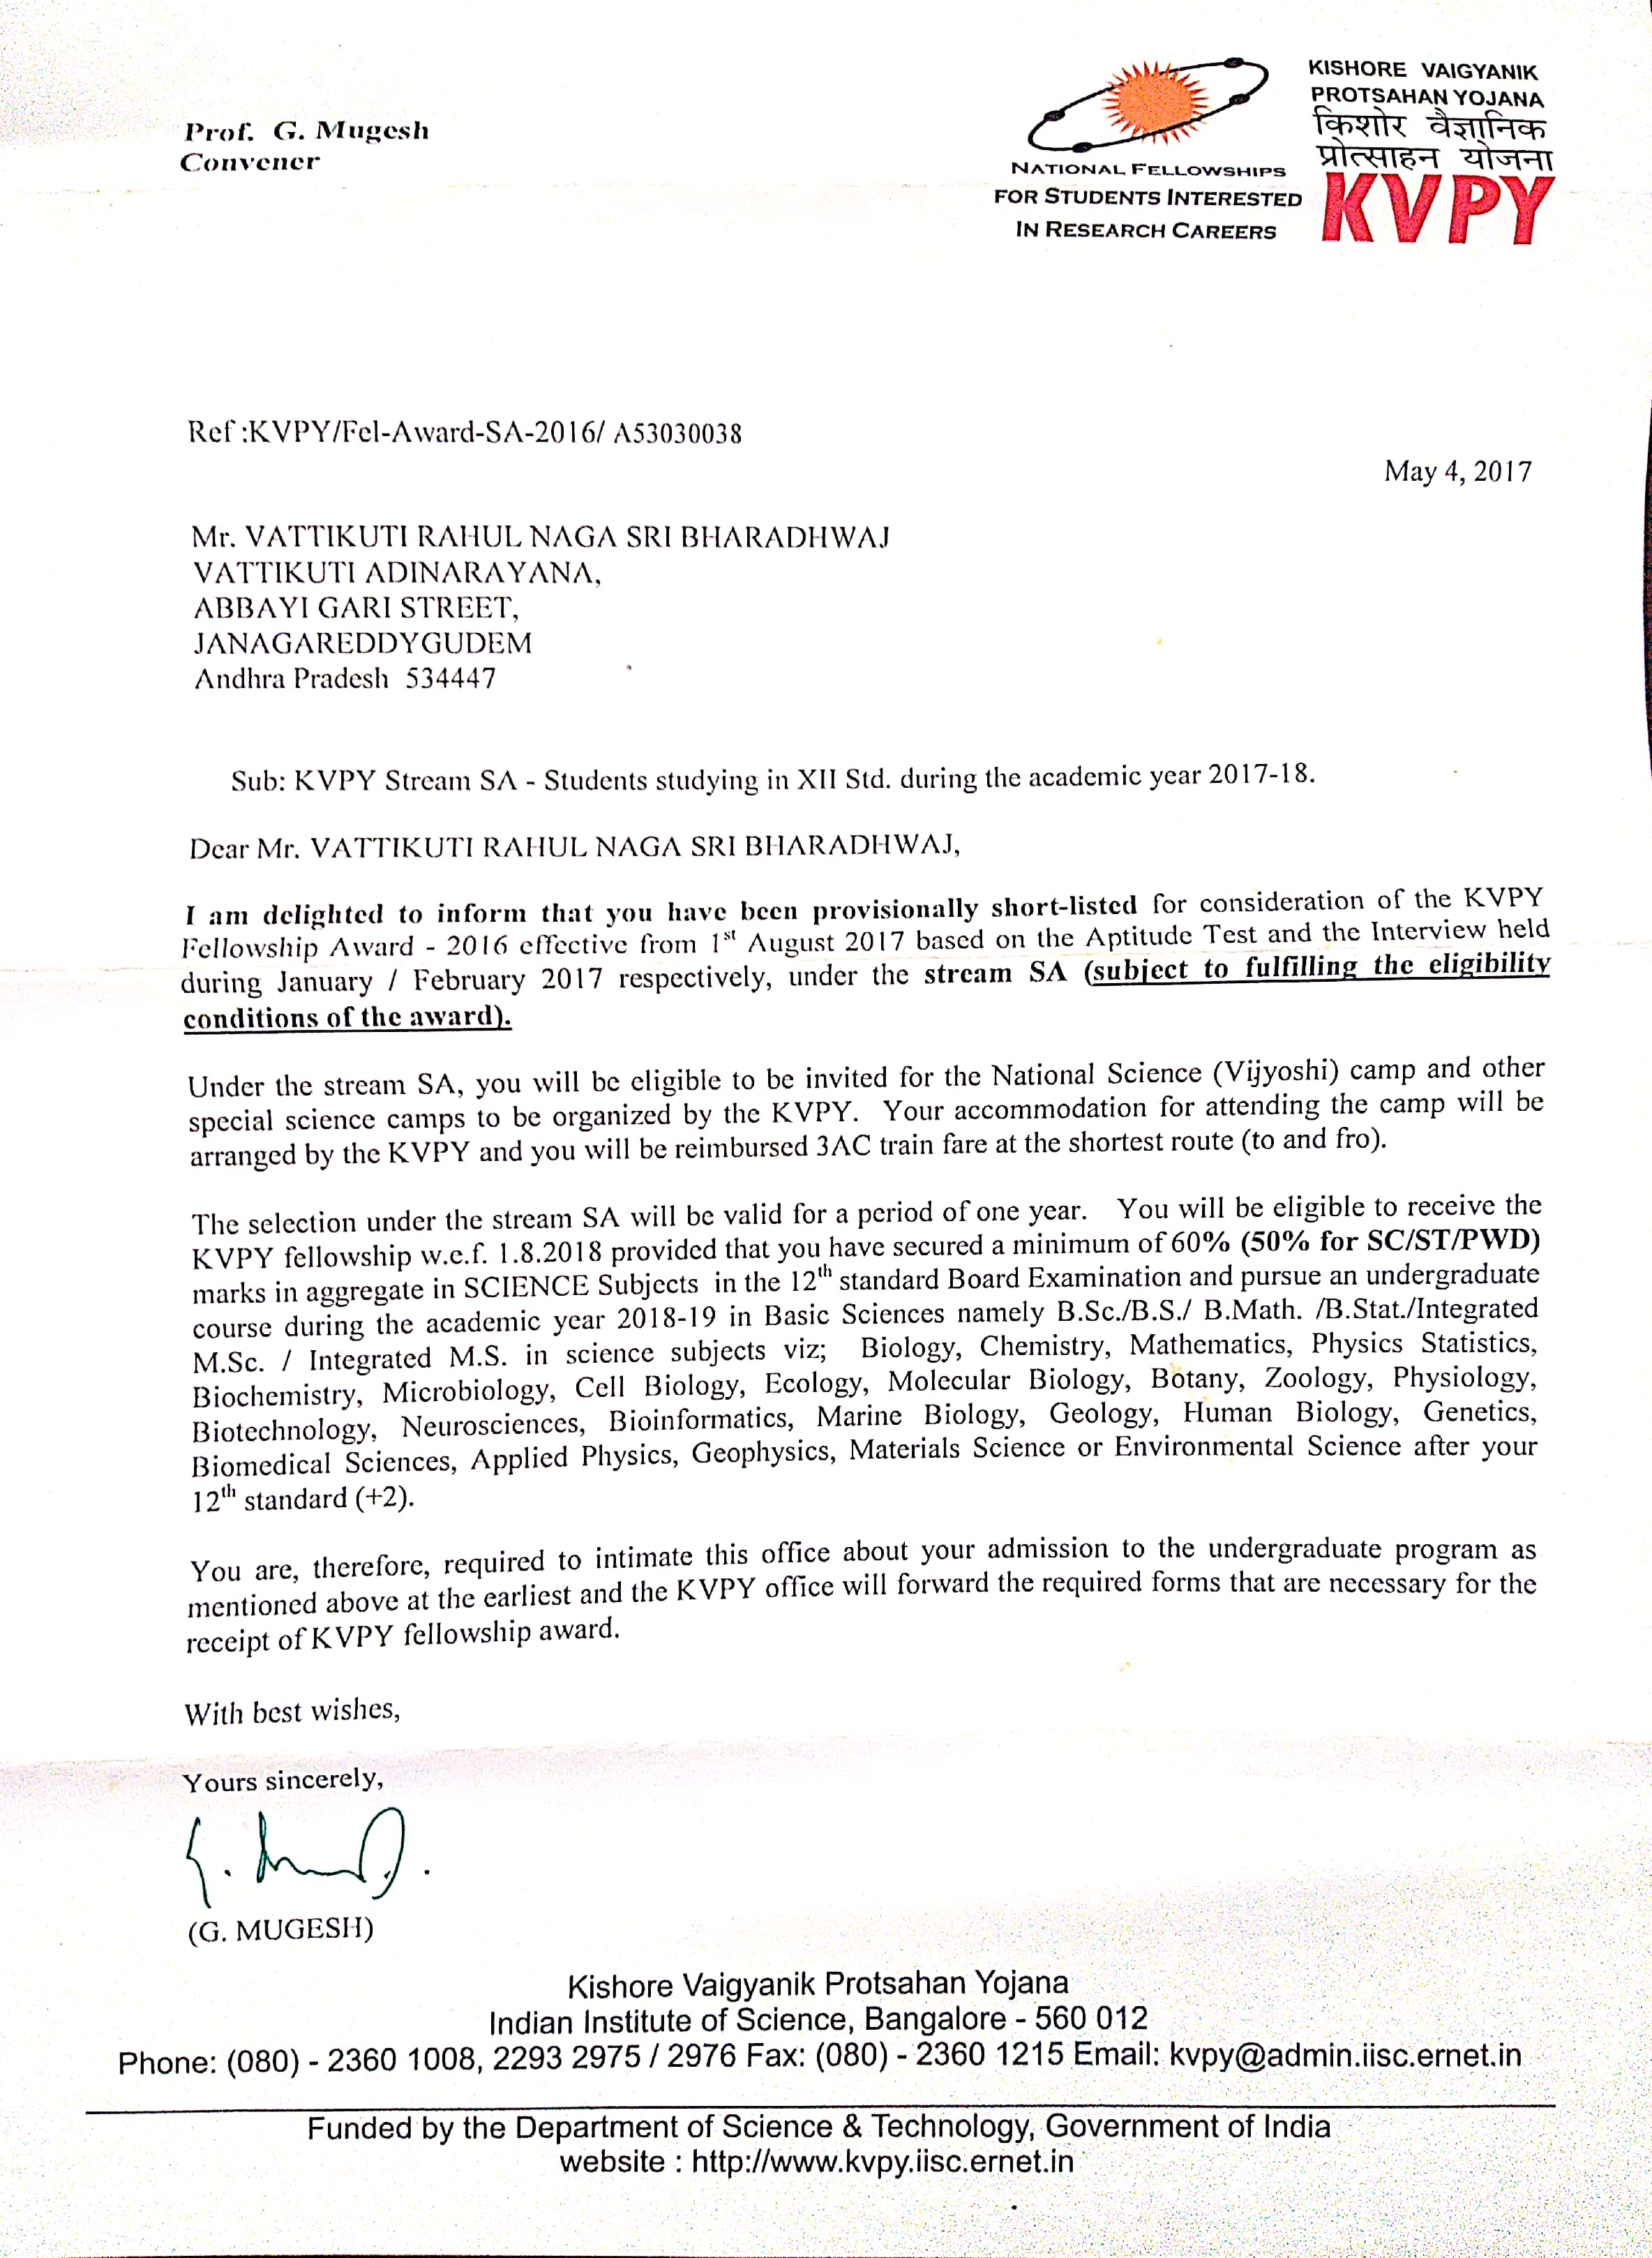 Prof. G. Mugesh
Convener
NATIONAL FELLOWSHIPS
FOR STUDENTS INTERESTED
IN RESEARCH CAREERS
KISHORE VAIGYANIK
PROTSAHAN YOJANA
किशोर वैज्ञानिक
प्रोत्साहन योजना
KVPY
Ref :KVPY/Fel-Award-SA-2016/ A53030038
May 4, 2017
Mr. VATTIKUTI RAHUL NAGA SRI BHARADHWAJ
VATTIKUTI ADINARAYANA,
ABBAYI GARI STREET,
JANAGAREDDYGUDEM
Andhra Pradesh 534447
Sub: KVPY Stream SA - Students studying in XII Std. during the academic year 2017-18.
Dear Mr. VATTIKUTI RAHUL NAGA SRI BHARADHWAJ,
I am delighted to inform that you have been provisionally short-listed for consideration of the KVPY
Fellowship Award - 2016 effective from 1st August 2017 based on the Aptitude Test and the Interview held
during January / February 2017 respectively, under the stream SA (subject to fulfilling the eligibility
conditions of the award).
Under the stream SA, you will be eligible to be invited for the National Science (Vijyoshi) camp and other
special science camps to be organized by the KVPY. Your accommodation for attending the camp will be
arranged by the KVPY and you will be reimbursed 3AC train fare at the shortest route (to and fro).
The selection under the stream SA will be valid for a period of one year. You will be eligible to receive the
KVPY fellowship w.e.f. 1.8.2018 provided that you have secured a minimum of 60% (50% for SC/ST/PWD)
marks in aggregate in SCIENCE Subjects in the 12th standard Board Examination and pursue an undergraduate
course during the academic year 2018-19 in Basic Sciences namely B.Sc./B.S./ B.Math. /B.Stat./Integrated
M.Sc. / Integrated M.S. in science subjects viz; Biology, Chemistry, Mathematics, Physics Statistics,
Biochemistry, Microbiology, Cell Biology, Ecology, Molecular Biology, Botany, Zoology, Physiology,
Biotechnology, Neurosciences, Bioinformatics, Marine Biology, Geology, Human Biology, Genetics,
Biomedical Sciences, Applied Physics, Geophysics, Materials Science or Environmental Science after your
12th standard (+2).
You are, therefore, required to intimate this office about your admission to the undergraduate program as
mentioned above at the earliest and the KVPY office will forward the required forms that are necessary for the
receipt of KVPY fellowship award.
With best wishes,
Yours sincerely,
(G. MUGESH)
Kishore Vaigyanik Protsahan Yojana
Indian Institute of Science, Bangalore - 560 012
Phone: (080) - 2360 1008, 2293 2975 / 2976 Fax: (080) - 2360 1215 Email: kvpy@admin.iisc.ernet.in
Funded by the Department of Science & Technology, Government of India
website : http://www.kvpy.iisc.ernet.in